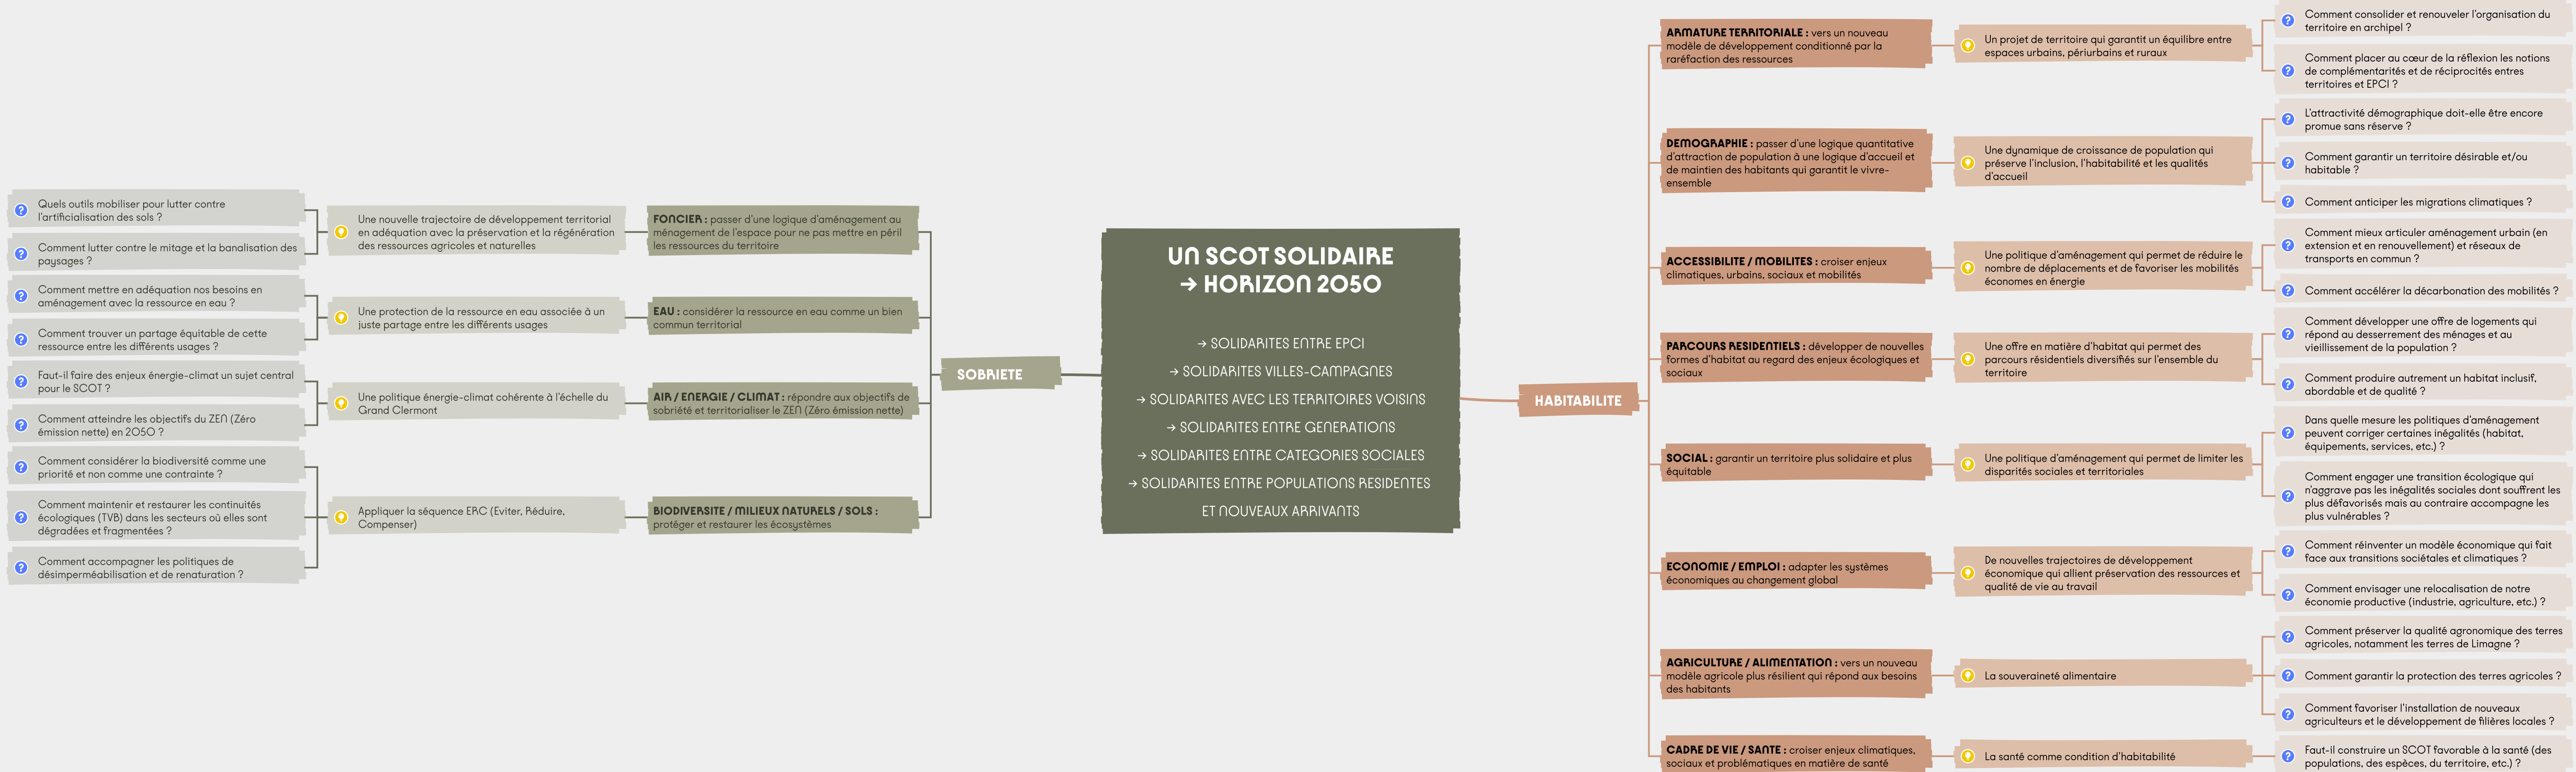 UN SCOT SOLIDAIRE
→ HORIZON 2050
→ SOLIDARITES ENTRE EPCI
→ SOLIDARITES VILLES-CAMPAGNES
→ SOLIDARITES AVEC LES TERRITOIRES VOISINS
→ SOLIDARITES ENTRE GENERATIONS
→ SOLIDARITES ENTRE CATEGORIES SOCIALES
→ SOLIDARITES ENTRE POPULATIONS RESIDENTES
ET NOUVEAUX ARRIVANTS
SOBRIETE
FONCIER : passer d'une logique d'aménagement au
ménagement de l'espace pour ne pas mettre en péril
les ressources du territoire
Une nouvelle trajectoire de développement territorial
en adéquation avec la préservation et la régénération
des ressources agricoles et naturelles
Quels outils mobiliser pour lutter contre
l'artificialisation des sols ?
Comment lutter contre le mitage et la banalisation des
paysages ?
EAU : considérer la ressource en eau comme un bien
commun territorial
Une protection de la ressource en eau associée à un
juste partage entre les différents usages
Comment mettre en adéquation nos besoins en
aménagement avec la ressource en eau ?
Comment trouver un partage équitable de cette
ressource entre les différents usages ?
AIR / ENERGIE / CLIMAT : répondre aux objectifs de
sobriété et territorialiser le ZEN (Zéro émission nette)
Une politique énergie-climat cohérente à l'échelle du
Grand Clermont
Faut-il faire des enjeux énergie-climat un sujet central
pour le SCOT ?
Comment atteindre les objectifs du ZEN (Zéro
émission nette) en 2050 ?
BIODIVERSITE / MILIEUX NATURELS / SOLS :
protéger et restaurer les écosystèmes
Appliquer la séquence ERC (Eviter, Réduire,
Compenser)
Comment considérer la biodiversité comme une
priorité et non comme une contrainte ?
Comment maintenir et restaurer les continuités
écologiques (TVB) dans les secteurs où elles sont
dégradées et fragmentées ?
Comment accompagner les politiques de
désimperméabilisation et de renaturation ?
HABITABILITE
ARMATURE TERRITORIALE : vers un nouveau
modèle de développement conditionné par la
raréfaction des ressources
Un projet de territoire qui garantit un équilibre entre
espaces urbains, périurbains et ruraux
Comment consolider et renouveler l'organisation du
territoire en archipel ?
Comment placer au cœur de la réflexion les notions
de complémentarités et de réciprocités entres
territoires et EPCI ?
DEMOGRAPHIE : passer d'une logique quantitative
d'attraction de population à une logique d'accueil et
de maintien des habitants qui garantit le vivre-
ensemble
Une dynamique de croissance de population qui
préserve l'inclusion, l'habitabilité et les qualités
d'accueil
L'attractivité démographique doit-elle être encore
promue sans réserve ?
Comment garantir un territoire désirable et/ou
habitable ?
Comment anticiper les migrations climatiques ?
ACCESSIBILITE / MOBILITES : croiser enjeux
climatiques, urbains, sociaux et mobilités
Une politique d'aménagement qui permet de réduire le
nombre de déplacements et de favoriser les mobilités
économes en énergie
Comment mieux articuler aménagement urbain (en
extension et en renouvellement) et réseaux de
transports en commun ?
Comment accélérer la décarbonation des mobilités ?
PARCOURS RESIDENTIELS : développer de nouvelles
formes d'habitat au regard des enjeux écologiques et
sociaux
Une offre en matière d'habitat qui permet des
parcours résidentiels diversifiés sur l'ensemble du
territoire
Comment développer une offre de logements qui
répond au desserrement des ménages et au
vieillissement de la population ?
Comment produire autrement un habitat inclusif,
abordable et de qualité ?
SOCIAL : garantir un territoire plus solidaire et plus
équitable
Une politique d'aménagement qui permet de limiter les
disparités sociales et territoriales
Dans quelle mesure les politiques d'aménagement
peuvent corriger certaines inégalités (habitat,
équipements, services, etc.) ?
Comment engager une transition écologique qui
n'aggrave pas les inégalités sociales dont souffrent les
plus défavorisés mais au contraire accompagne les
plus vulnérables ?
ECONOMIE / EMPLOI : adapter les systèmes
économiques au changement global
De nouvelles trajectoires de développement
économique qui allient préservation des ressources et
qualité de vie au travail
Comment réinventer un modèle économique qui fait
face aux transitions sociétales et climatiques ?
Comment envisager une relocalisation de notre
économie productive (industrie, agriculture, etc.) ?
AGRICULTURE / ALIMENTATION : vers un nouveau
modèle agricole plus résilient qui répond aux besoins
des habitants
La souveraineté alimentaire
Comment préserver la qualité agronomique des terres
agricoles, notamment les terres de Limagne ?
Comment garantir la protection des terres agricoles ?
Comment favoriser l'installation de nouveaux
agriculteurs et le développement de filières locales ?
CADRE DE VIE / SANTE : croiser enjeux climatiques,
sociaux et problématiques en matière de santé
La santé comme condition d'habitabilité
Faut-il construire un SCOT favorable à la santé (des
populations, des espèces, du territoire, etc.) ?